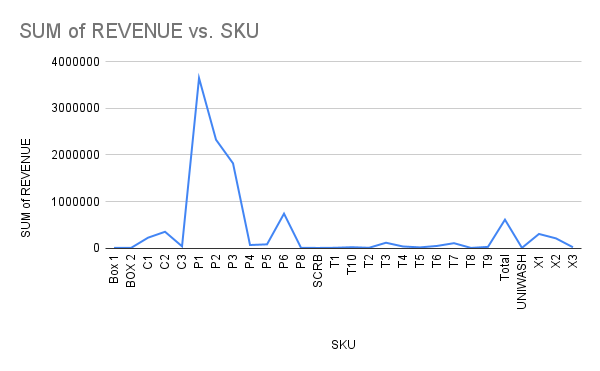 SUM of REVENUE vs. SKU
4000000
3000000
2000000
1000000
0
SUM of REVENUE
Box 1
BOX 2
C1
C2
C3
P1
P2
P3
P4
P5
P6
P8
SCRB
T1
T10
T2
T3
T4
T5
T6
T7
T8
T9
Total
UNIWASH
X1
X2
X3
SKU